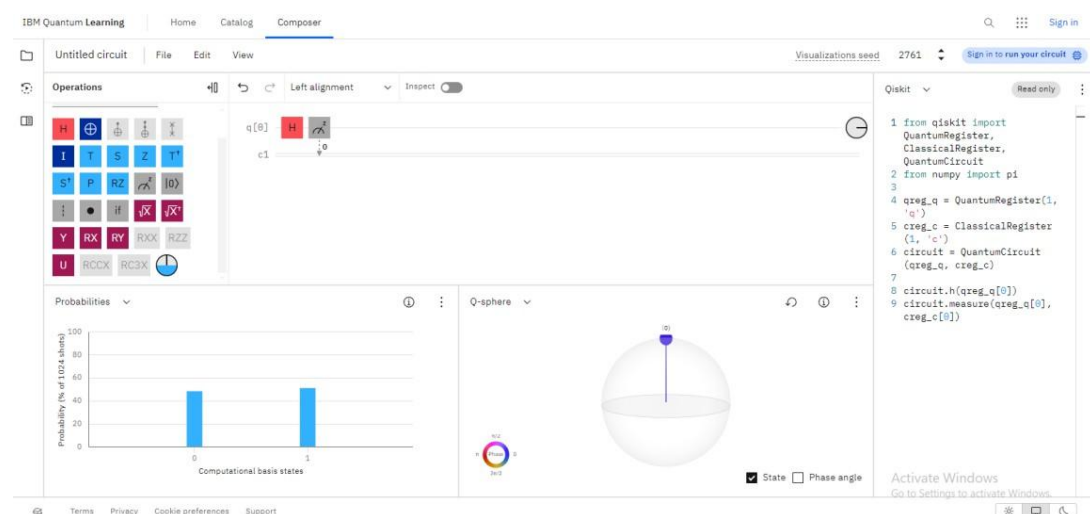 IBM Quantum Learning Home Catalog Composer Sign in
Untitled circuit File Edit View Visualizations seed 2761 Sign in to run your circuit
Operations Left alignment Inspect Qiskit Read only
H
I T S Z T†
S† P RZ z |0⟩
if √X √X†
Y RX RY RXX RZZ
U RCCX RC3X
q[0] H z
0
c1
1 from qiskit import
QuantumRegister,
ClassicalRegister,
QuantumCircuit
2 from numpy import pi
3
4 qreg_q = QuantumRegister(1,
'q')
5 creg_c = ClassicalRegister
(1, 'c')
6 circuit = QuantumCircuit
(qreg_q, creg_c)
7
8 circuit.h(qreg_q[0])
9 circuit.measure(qreg_q[0],
creg_c[0])
Probabilities
Probability (% of 1024 shots)
100
80
60
40
20
0
0 1
Computational basis states
Q-sphere
|0⟩
π/2
π Phase 0
3π/2
State Phase angle
Activate Windows
Go to Settings to activate Windows.
Terms Privacy Cookie preferences Support